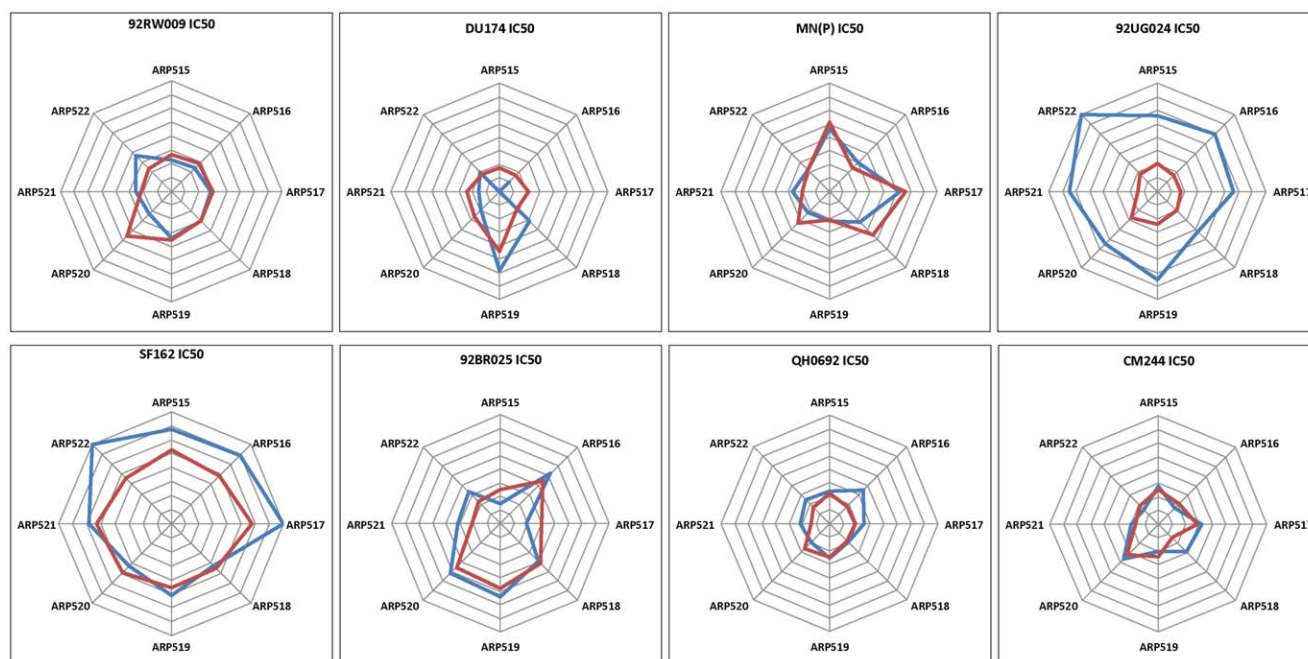 92RW009 IC50
ARP515
ARP522
ARP516
ARP521
ARP517
ARP520
ARP518
ARP519
DU174 IC50
ARP515
ARP522
ARP516
ARP521
ARP517
ARP520
ARP518
ARP519
MN(P) IC50
ARP515
ARP522
ARP516
ARP521
ARP517
ARP520
ARP518
ARP519
92UG024 IC50
ARP515
ARP522
ARP516
ARP521
ARP517
ARP520
ARP518
ARP519
SF162 IC50
ARP515
ARP522
ARP516
ARP521
ARP517
ARP520
ARP518
ARP519
92BR025 IC50
ARP515
ARP522
ARP516
ARP521
ARP517
ARP520
ARP518
ARP519
QH0692 IC50
ARP515
ARP522
ARP516
ARP521
ARP517
ARP520
ARP518
ARP519
CM244 IC50
ARP515
ARP522
ARP516
ARP521
ARP517
ARP520
ARP518
ARP519